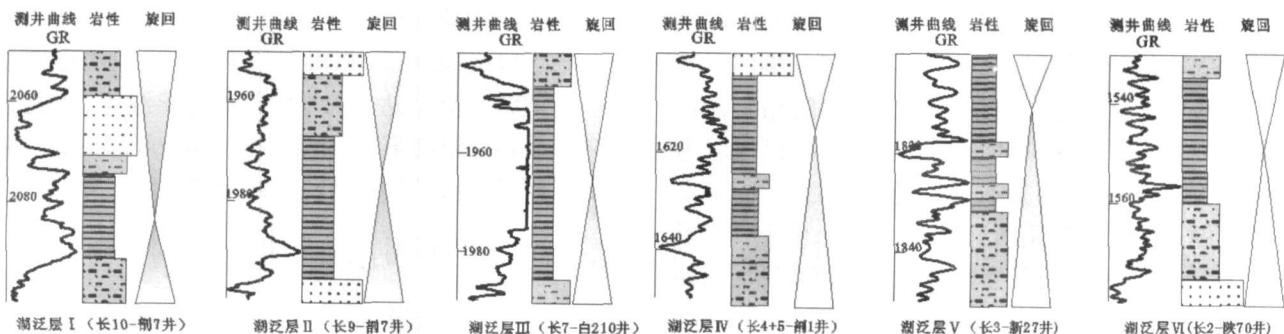 测井曲线 岩性 旋回 测井曲线 岩性 旋回 测井曲线 岩性 旋回 测井曲线 岩性 旋回 测井曲线 岩性 旋回 测井曲线 岩性 旋回
GR GR GR GR GR GR
2060 1960 1960 1620 1820 1540
2080 1980 1980 1640 1840 1560
湖泛层Ⅰ（长10-剖7井） 湖泛层Ⅱ（长9-剖7井） 湖泛层Ⅲ（长7-白210井） 湖泛层Ⅳ（长4+5-剖1井） 湖泛层Ⅴ（长3-新27井） 湖泛层Ⅵ(长2-陕70井)